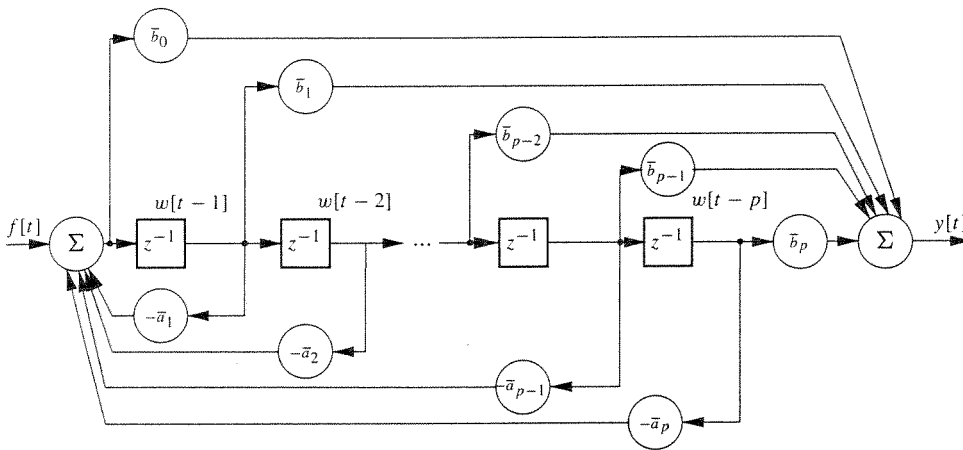 b̄₀
b̄₁
b̄ₚ₋₂
b̄ₚ₋₁
w[t − 1]
w[t − 2]
w[t − p]
f[t]
Σ
z⁻¹
z⁻¹
...
z⁻¹
z⁻¹
b̄ₚ
Σ
y[t]
−ā₁
−ā₂
−āₚ₋₁
−āₚ